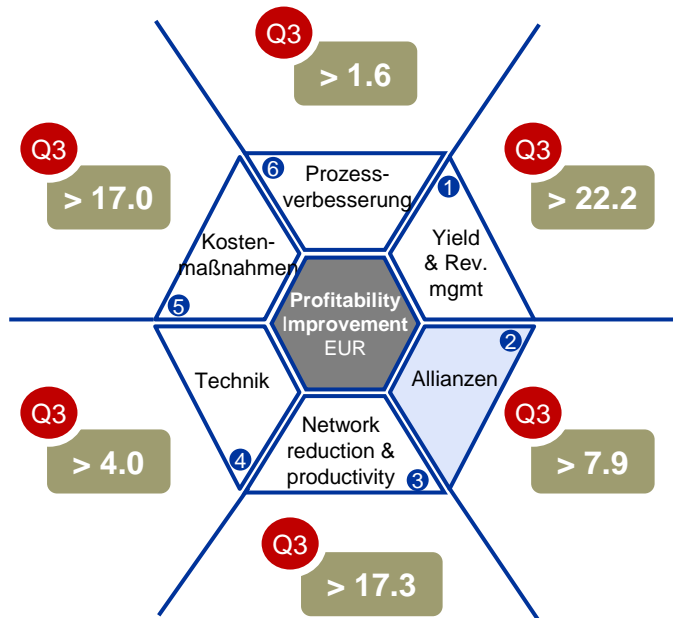 Q3
> 1.6
Q3
> 17.0
Q3
> 22.2
6
Prozess-
verbesserung
1
Yield
& Rev.
mgmt
Kosten-
maßnahmen
5
Profitability
Improvement
EUR
2
Allianzen
Technik
4
Network
reduction &
productivity
3
Q3
> 4.0
Q3
> 7.9
Q3
> 17.3